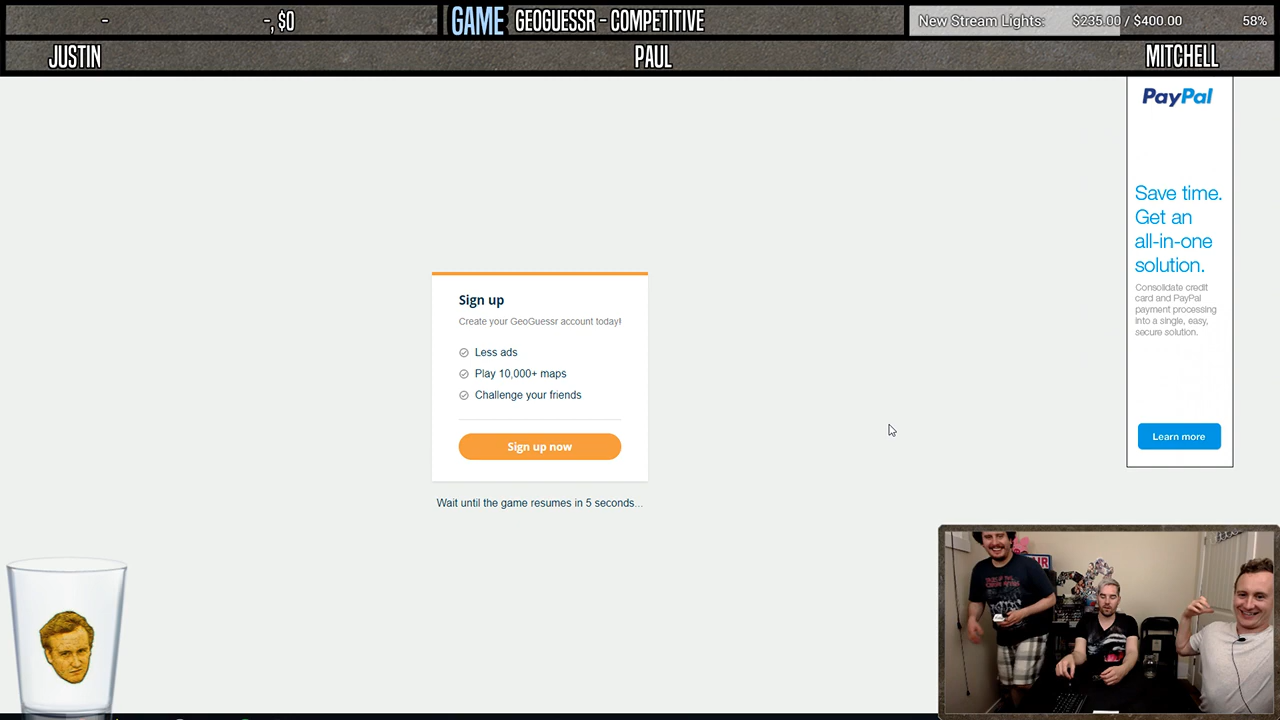 -
-, $0
GAME GEOGUESSR - COMPETITIVE
New Stream Lights: $235.00 / $400.00 58%
JUSTIN
PAUL
MITCHELL
PayPal
Save time.
Get an
all-in-one
solution.
Consolidate credit
card and PayPal
payment processing
into a single, easy,
secure solution.
Learn more
Sign up
Create your GeoGuessr account today!
Less ads
Play 10,000+ maps
Challenge your friends
Sign up now
Wait until the game resumes in 5 seconds...